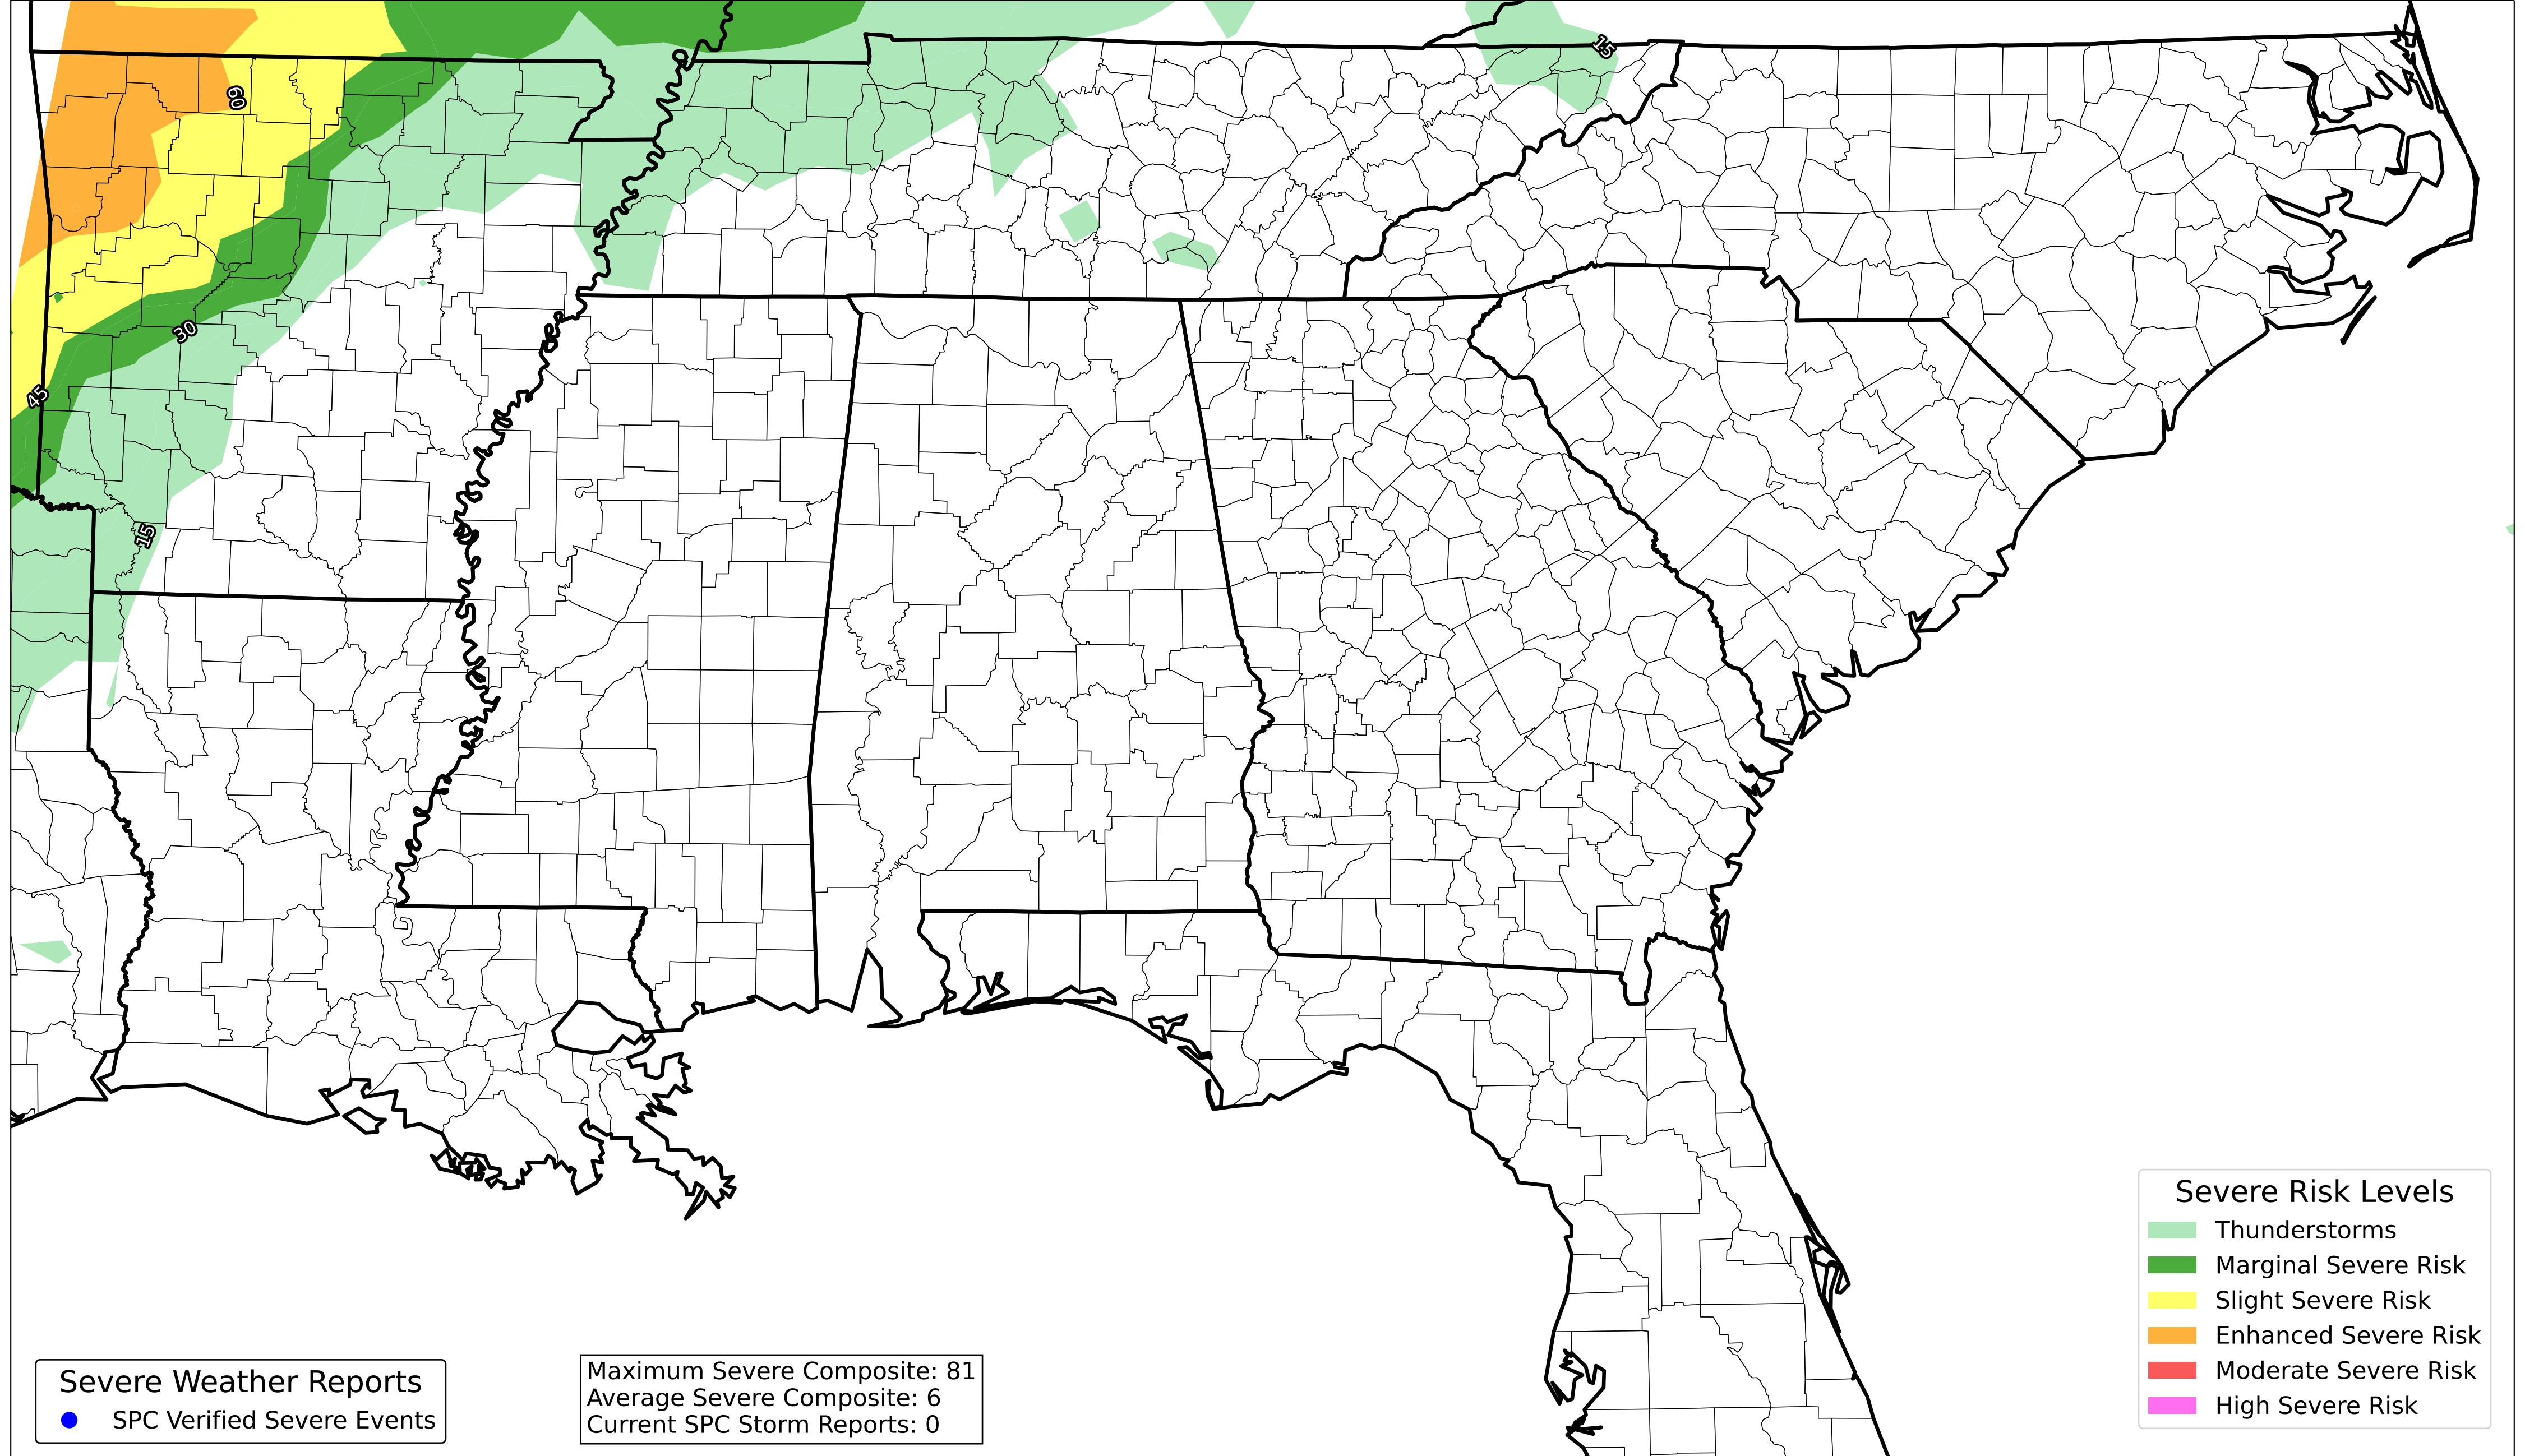 15
60
30
45
15
Severe Risk Levels
Thunderstorms
Marginal Severe Risk
Slight Severe Risk
Enhanced Severe Risk
Moderate Severe Risk
High Severe Risk
Severe Weather Reports
SPC Verified Severe Events
Maximum Severe Composite: 81
Average Severe Composite: 6
Current SPC Storm Reports: 0